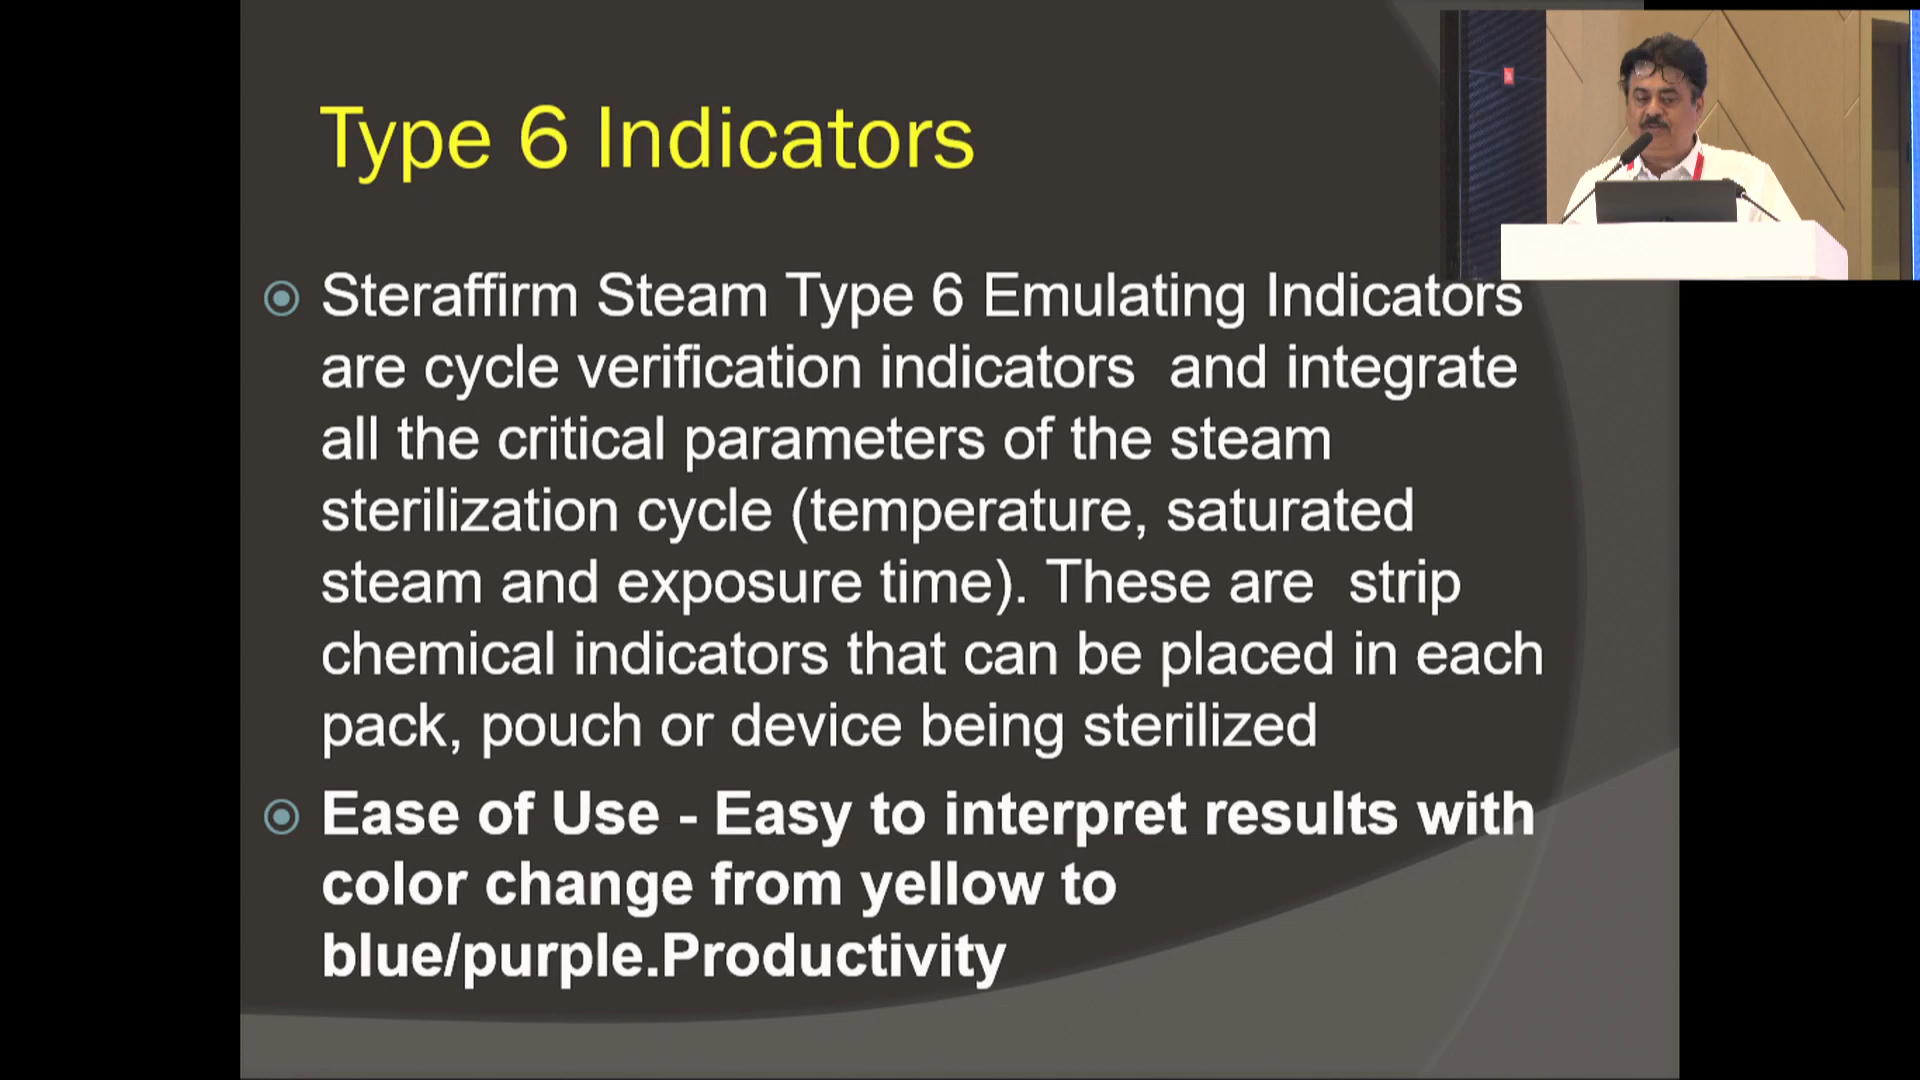 Type 6 Indicators
Steraffirm Steam Type 6 Emulating Indicators
are cycle verification indicators and integrate
all the critical parameters of the steam
sterilization cycle (temperature, saturated
steam and exposure time). These are strip
chemical indicators that can be placed in each
pack, pouch or device being sterilized
Ease of Use - Easy to interpret results with
color change from yellow to
blue/purple.Productivity